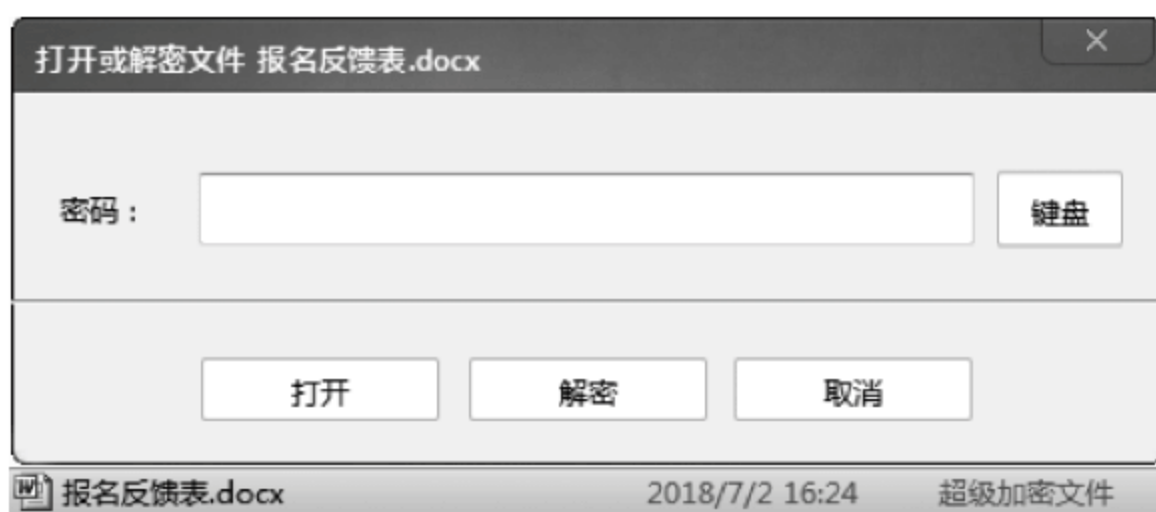 打开或解密文件 报名反馈表.docx
密码：
键盘
打开 解密 取消
报名反馈表.docx 2018/7/2 16:24 超级加密文件